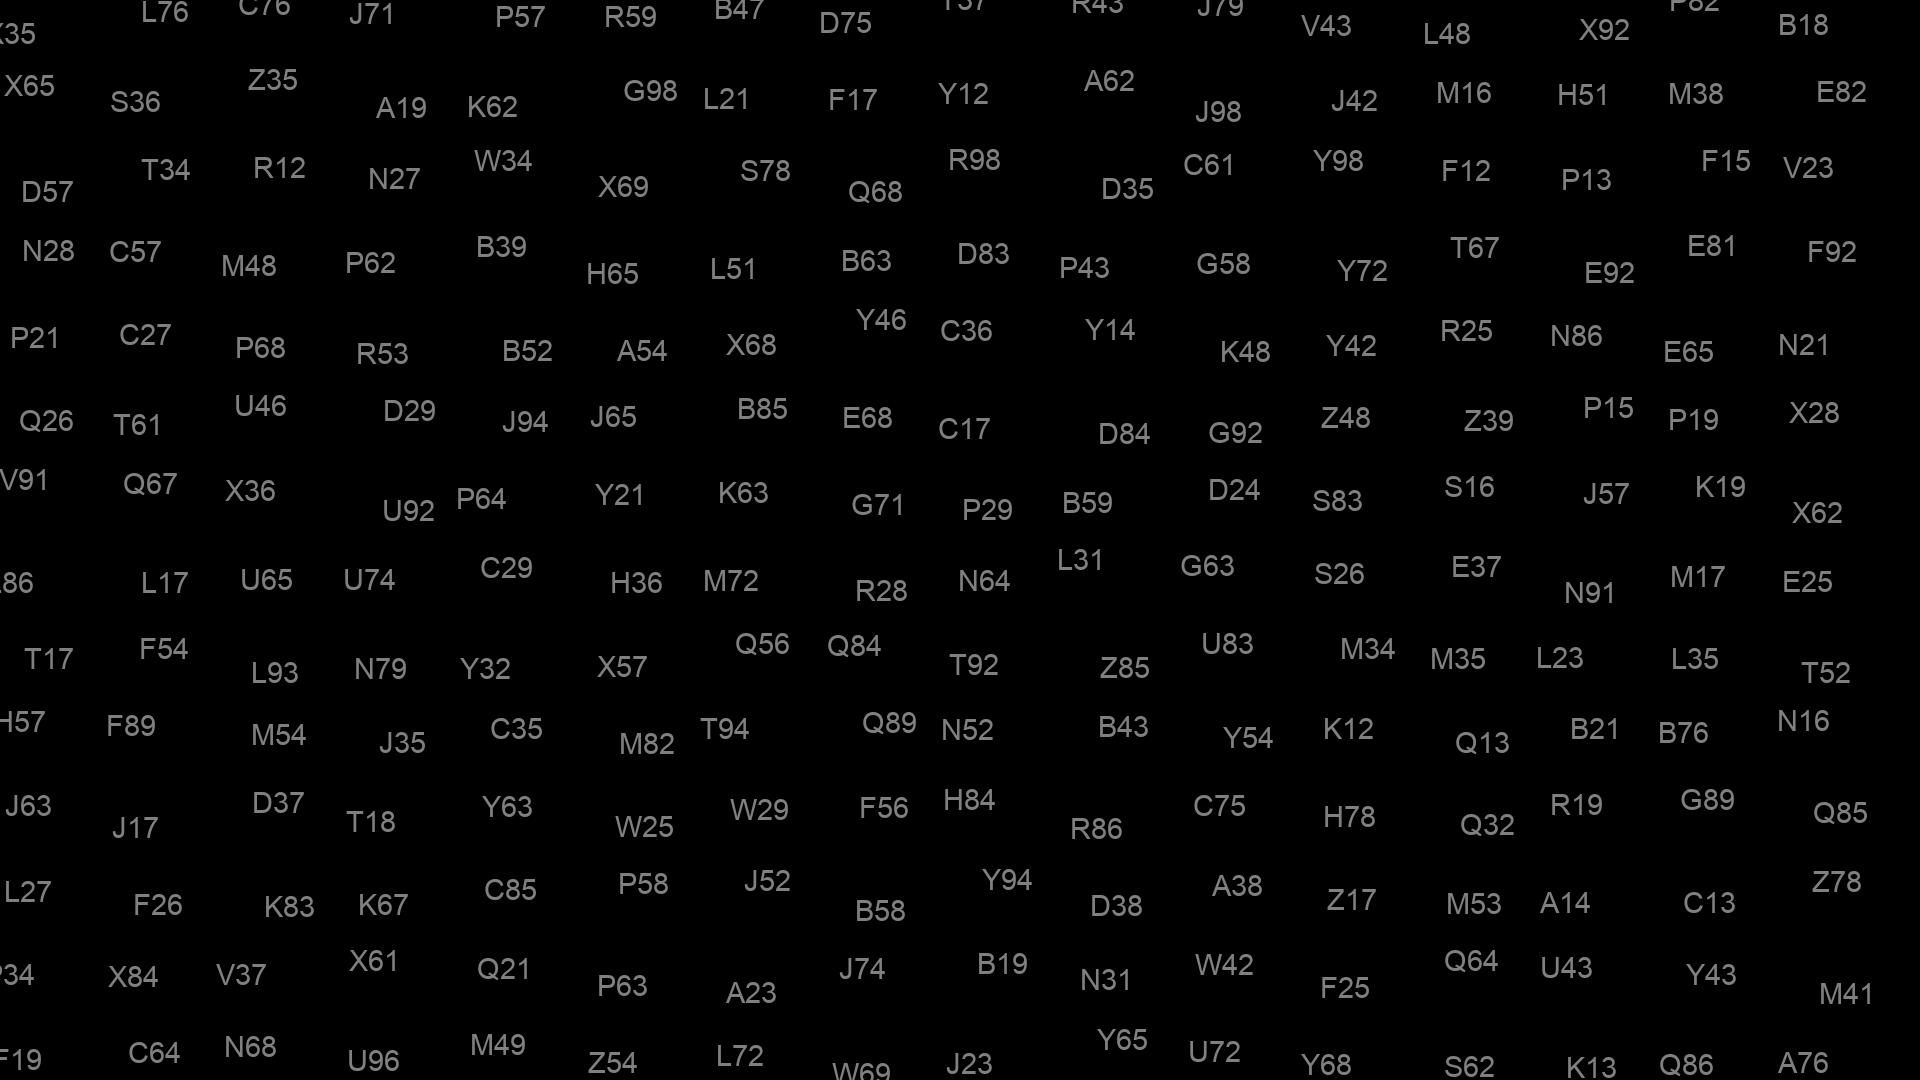 L76 C76 J71 P57 R59 B47 D75 R43 J79 V43 L48 X92 P82 B18
X65 S36 Z35 A19 K62 G98 L21 F17 Y12 A62 J98 J42 M16 H51 M38 E82
D57 T34 R12 N27 W34 X69 S78 Q68 R98 D35 C61 Y98 F12 P13 F15 V23
N28 C57 M48 P62 B39 H65 L51 B63 D83 P43 G58 Y72 T67 E92 E81 F92
P21 C27 P68 R53 B52 A54 X68 Y46 C36 Y14 K48 Y42 R25 N86 E65 N21
Q26 T61 U46 D29 J94 J65 B85 E68 C17 D84 G92 Z48 Z39 P15 P19 X28
V91 Q67 X36 U92 P64 Y21 K63 G71 P29 B59 D24 S83 S16 J57 K19 X62
86 L17 U65 U74 C29 H36 M72 R28 N64 L31 G63 S26 E37 N91 M17 E25
T17 F54 L93 N79 Y32 X57 Q56 Q84 T92 Z85 U83 M34 M35 L23 L35 T52
H57 F89 M54 J35 C35 M82 T94 Q89 N52 B43 Y54 K12 Q13 B21 B76 N16
J63 J17 D37 T18 Y63 W25 W29 F56 H84 R86 C75 H78 Q32 R19 G89 Q85
L27 F26 K83 K67 C85 P58 J52 B58 Y94 D38 A38 Z17 M53 A14 C13 Z78
34 X84 V37 X61 Q21 P63 A23 J74 B19 N31 W42 F25 Q64 U43 Y43 M41
F19 C64 N68 U96 M49 Z54 L72 W69 J23 Y65 U72 Y68 S62 K13 Q86 A76